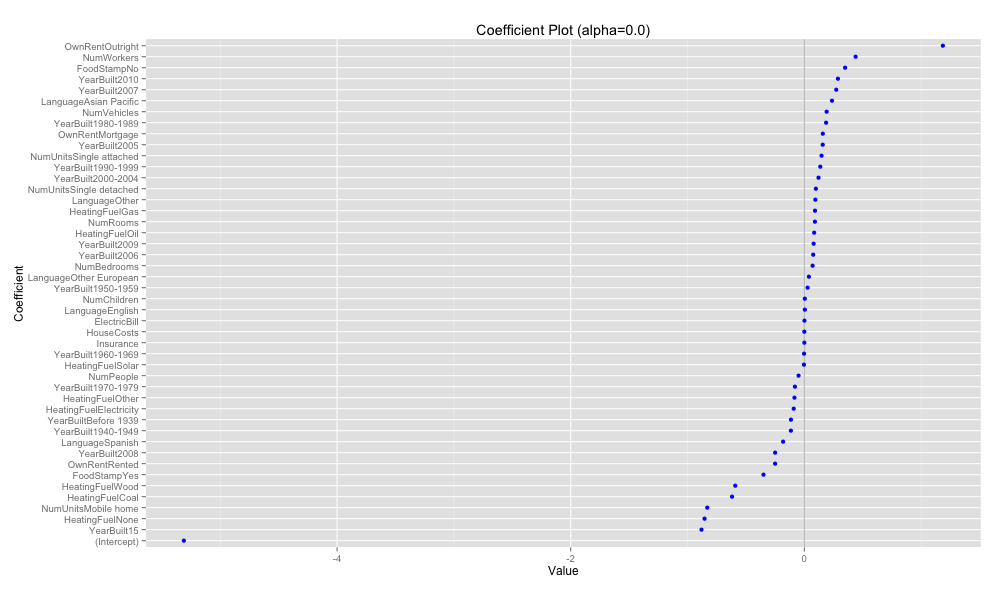 Coefficient Plot (alpha=0.0)
OwnRentOutright
NumWorkers
FoodStampNo
YearBuilt2010
YearBuilt2007
LanguageAsian Pacific
NumVehicles
YearBuilt1980-1989
OwnRentMortgage
YearBuilt2005
NumUnitsSingle attached
YearBuilt1990-1999
YearBuilt2000-2004
NumUnitsSingle detached
LanguageOther
HeatingFuelGas
NumRooms
HeatingFuelOil
YearBuilt2009
YearBuilt2006
NumBedrooms
LanguageOther European
YearBuilt1950-1959
NumChildren
LanguageEnglish
ElectricBill
HouseCosts
Insurance
YearBuilt1960-1969
HeatingFuelSolar
NumPeople
YearBuilt1970-1979
HeatingFuelOther
HeatingFuelElectricity
YearBuiltBefore 1939
YearBuilt1940-1949
LanguageSpanish
YearBuilt2008
OwnRentRented
FoodStampYes
HeatingFuelWood
HeatingFuelCoal
NumUnitsMobile home
HeatingFuelNone
YearBuilt15
(Intercept)
Coefficient
-4 -2 0
Value